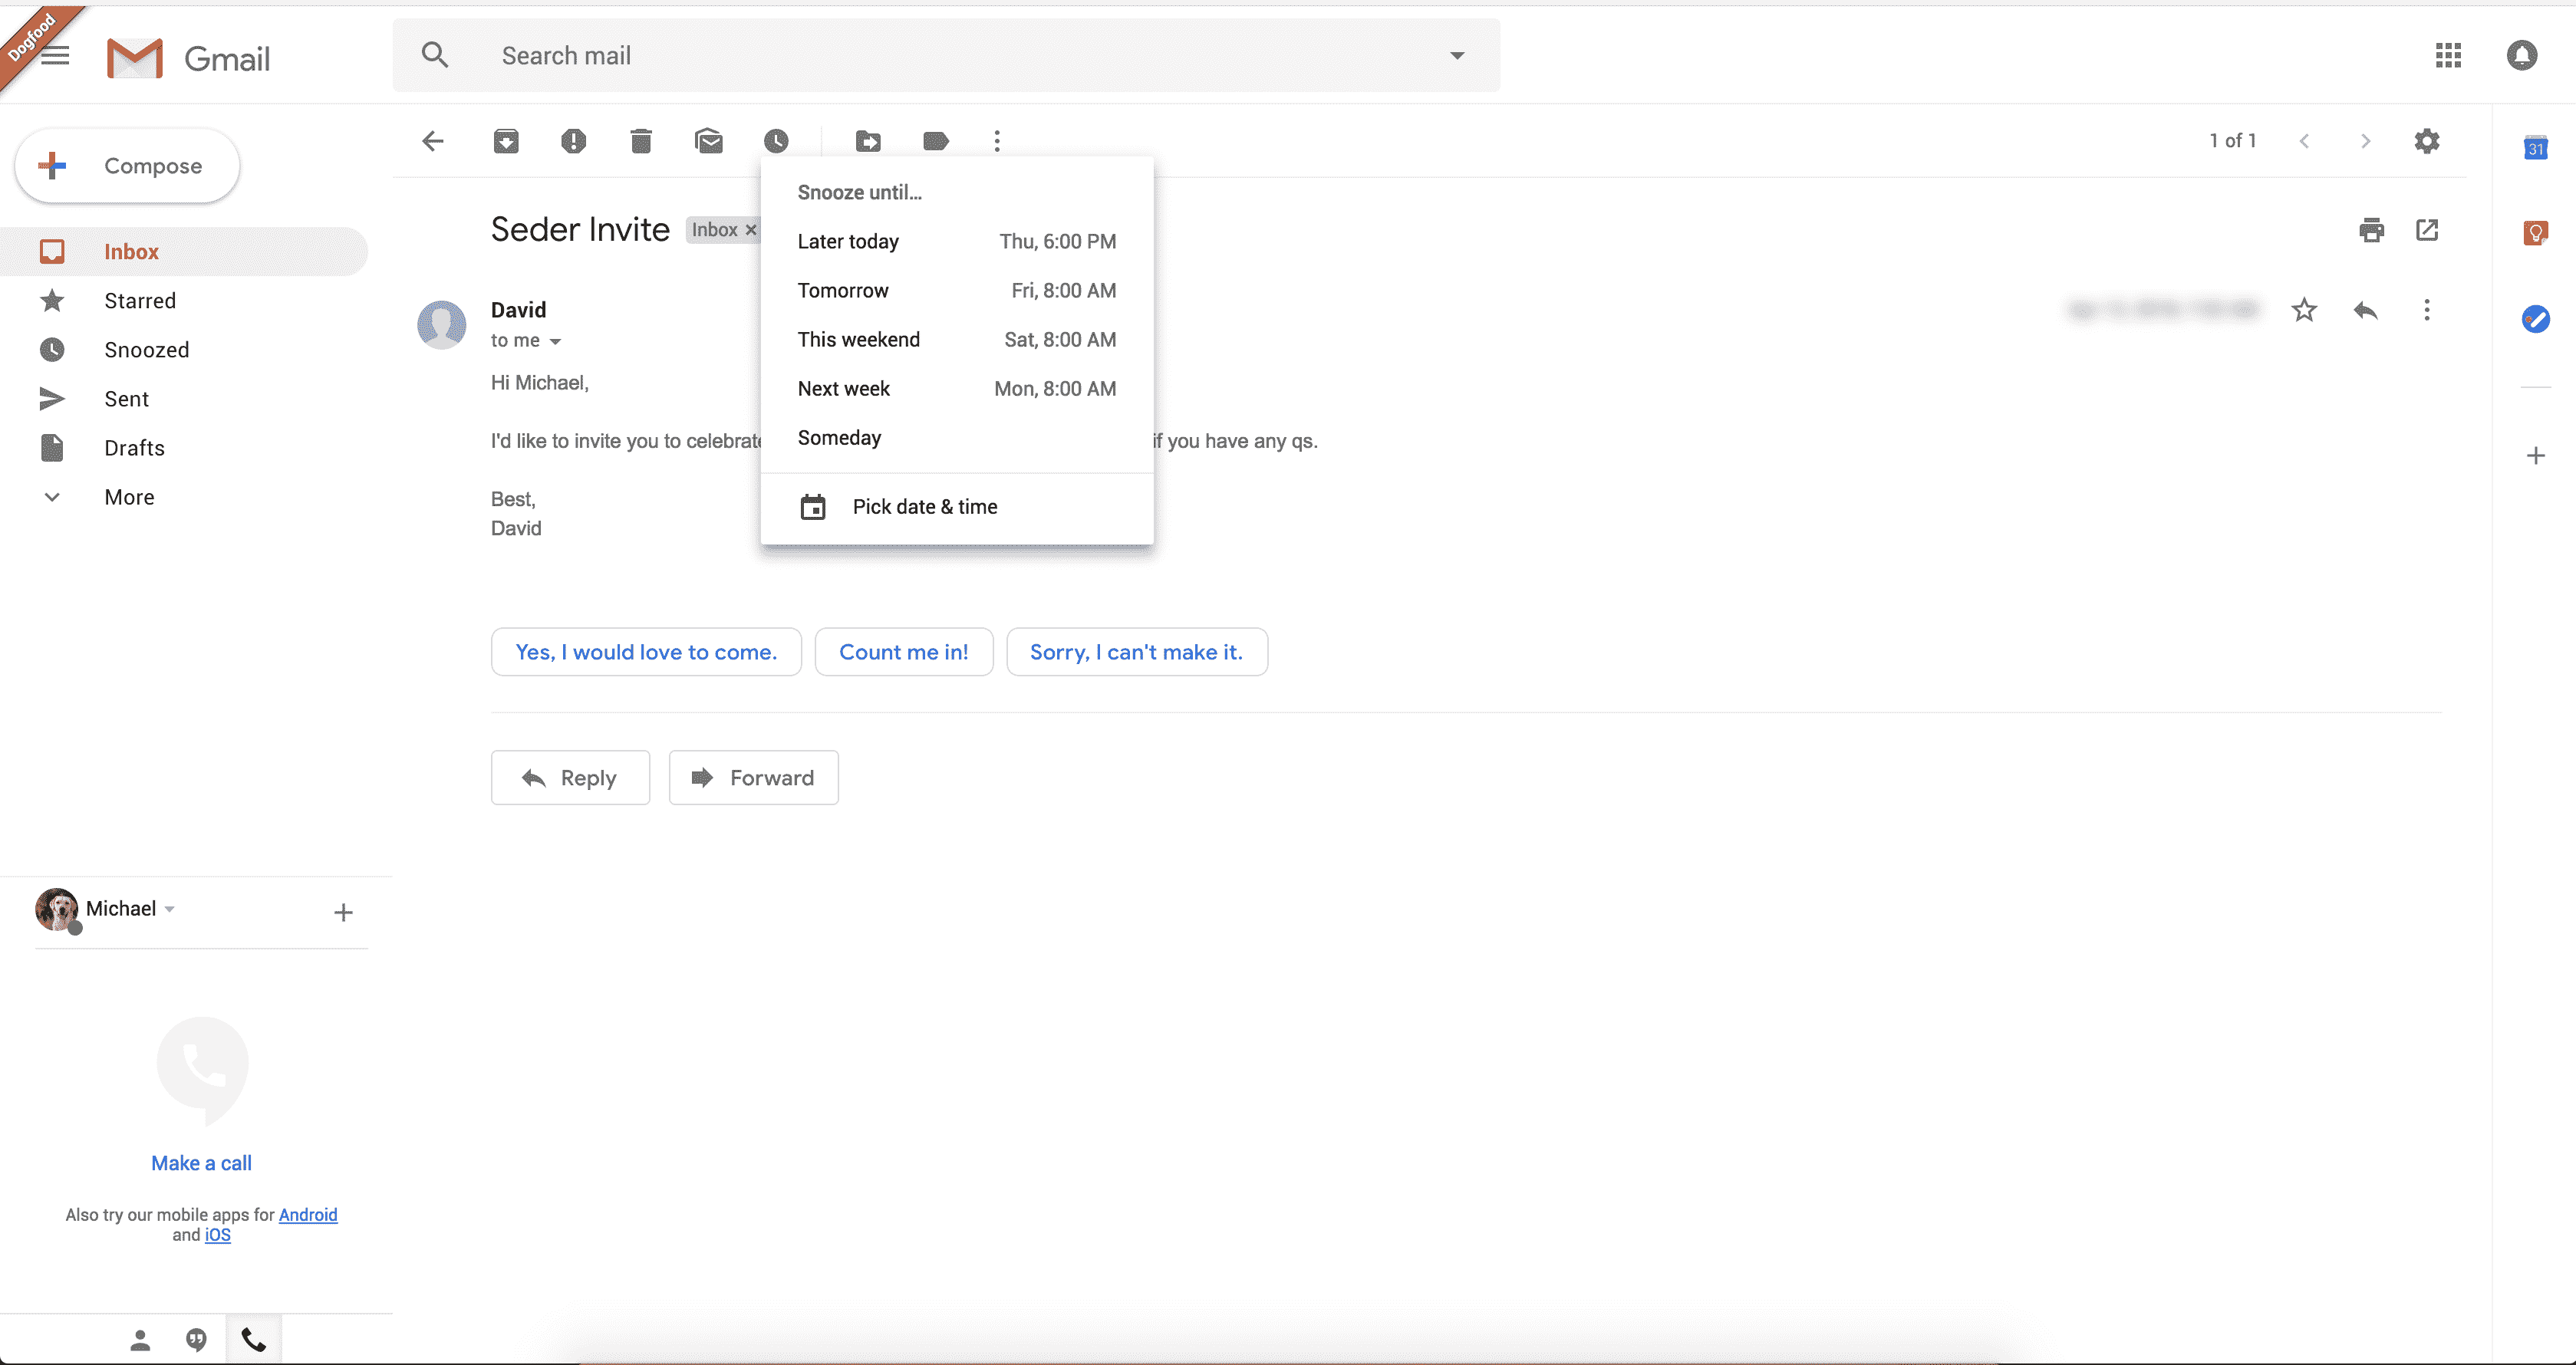 Dogfood
Gmail
Search mail
Compose
1 of 1
31
Inbox
Starred
Snoozed
Sent
Drafts
More
Seder Invite Inbox ×
Snooze until...
Later today Thu, 6:00 PM
Tomorrow Fri, 8:00 AM
This weekend Sat, 8:00 AM
Next week Mon, 8:00 AM
Someday
Pick date & time
David
to me
Hi Michael,
I'd like to invite you to celebrate if you have any qs.
Best,
David
Yes, I would love to come. Count me in! Sorry, I can't make it.
Reply Forward
Michael
Make a call
Also try our mobile apps for Android
and iOS